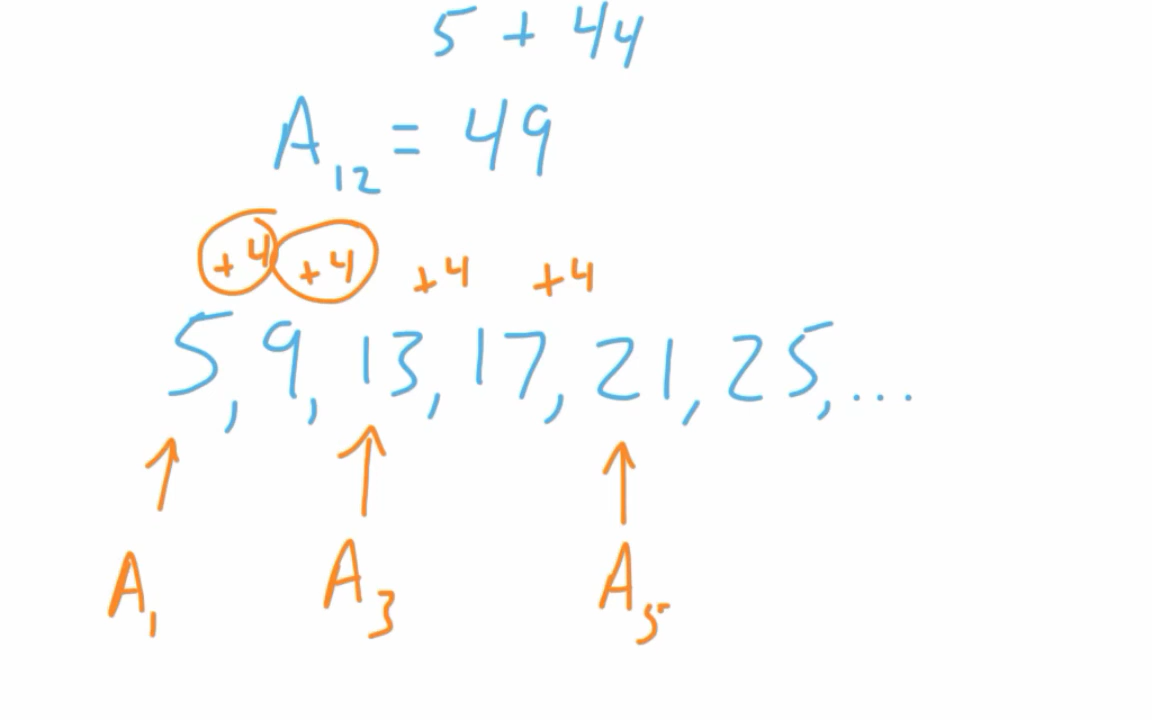 5 + 44
A₁₂ = 49
+4 +4 +4 +4
5, 9, 13, 17, 21, 25, ...
A₁ A₃ A₅